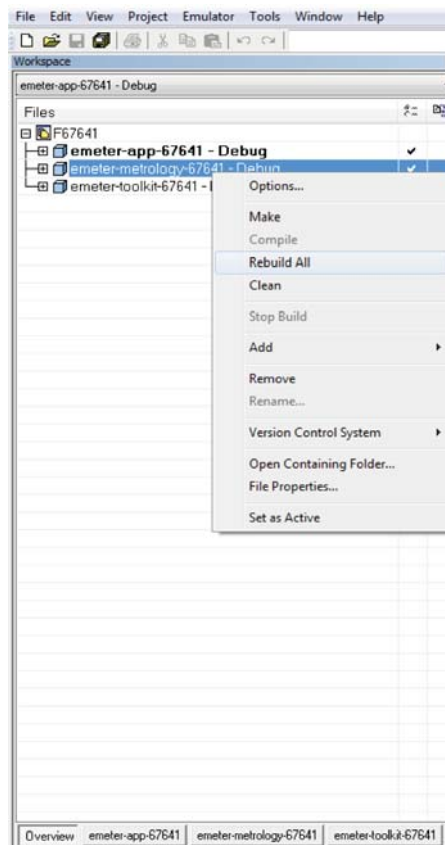 File Edit View Project Emulator Tools Window Help
Workspace
emeter-app-67641 - Debug
Files
F67641
emeter-app-67641 - Debug
emeter-metrology-67641 - Debug
emeter-toolkit-67641 -
Options...
Make
Compile
Rebuild All
Clean
Stop Build
Add
Remove
Rename...
Version Control System
Open Containing Folder...
File Properties...
Set as Active
Overview emeter-app-67641 emeter-metrology-67641 emeter-toolkit-67641